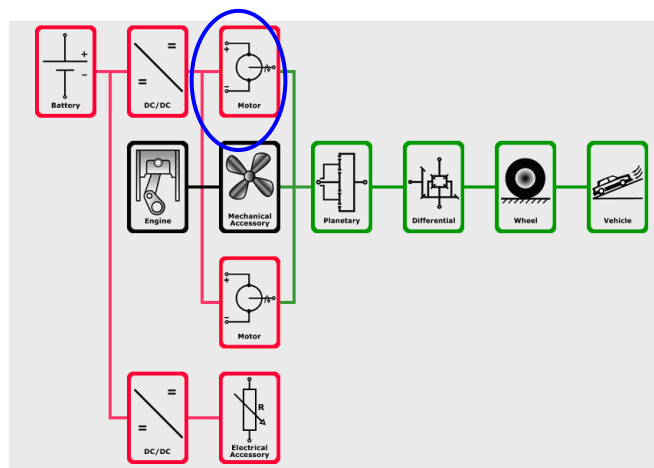 Battery
DC/DC
Motor
Engine
Mechanical
Accessory
Planetary
Differential
Wheel
Vehicle
Motor
DC/DC
R
Electrical
Accessory